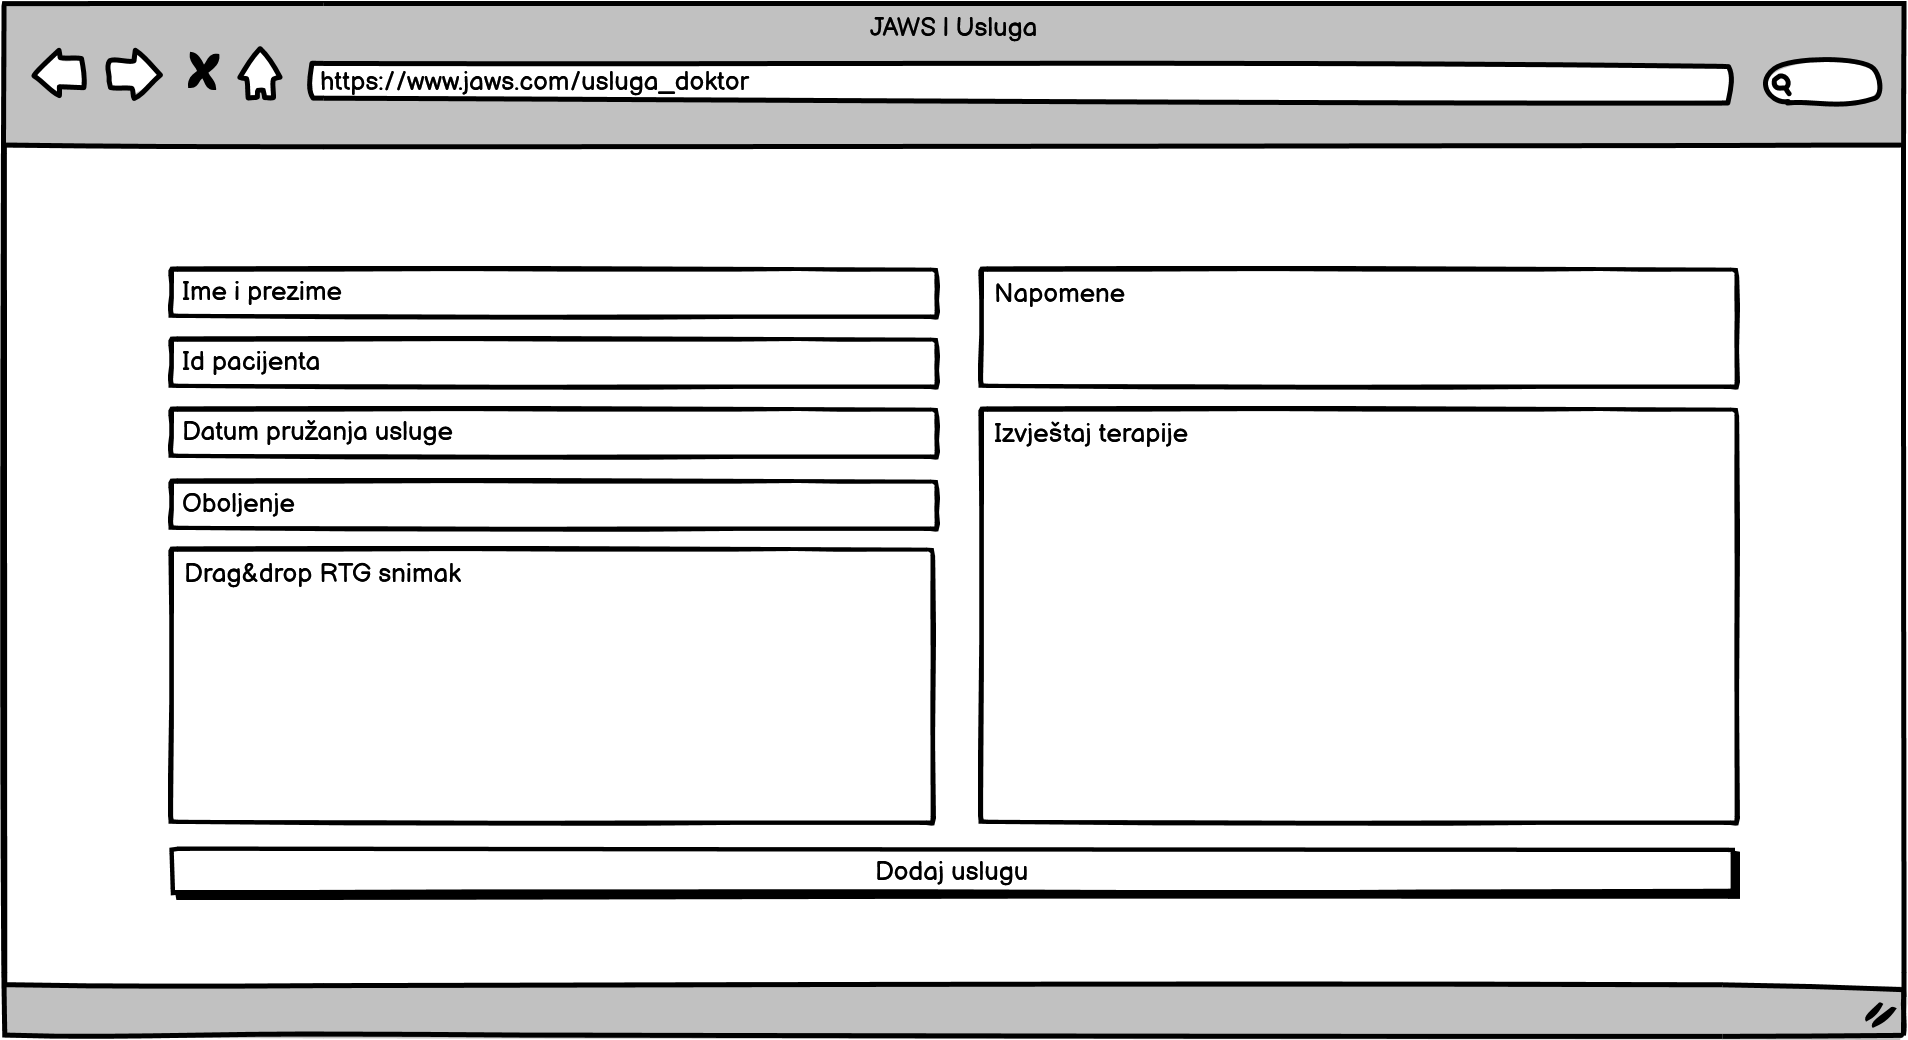 JAWS | Usluga
https://www.jaws.com/usluga_doktor
Ime i prezime
Id pacijenta
Datum pružanja usluge
Oboljenje
Drag&drop RTG snimak
Napomene
Izvještaj terapije
Dodaj uslugu